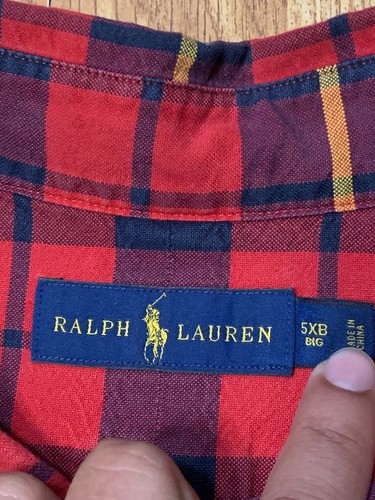 RALPH LAUREN
5XB
BIG
MADE IN
CHINA